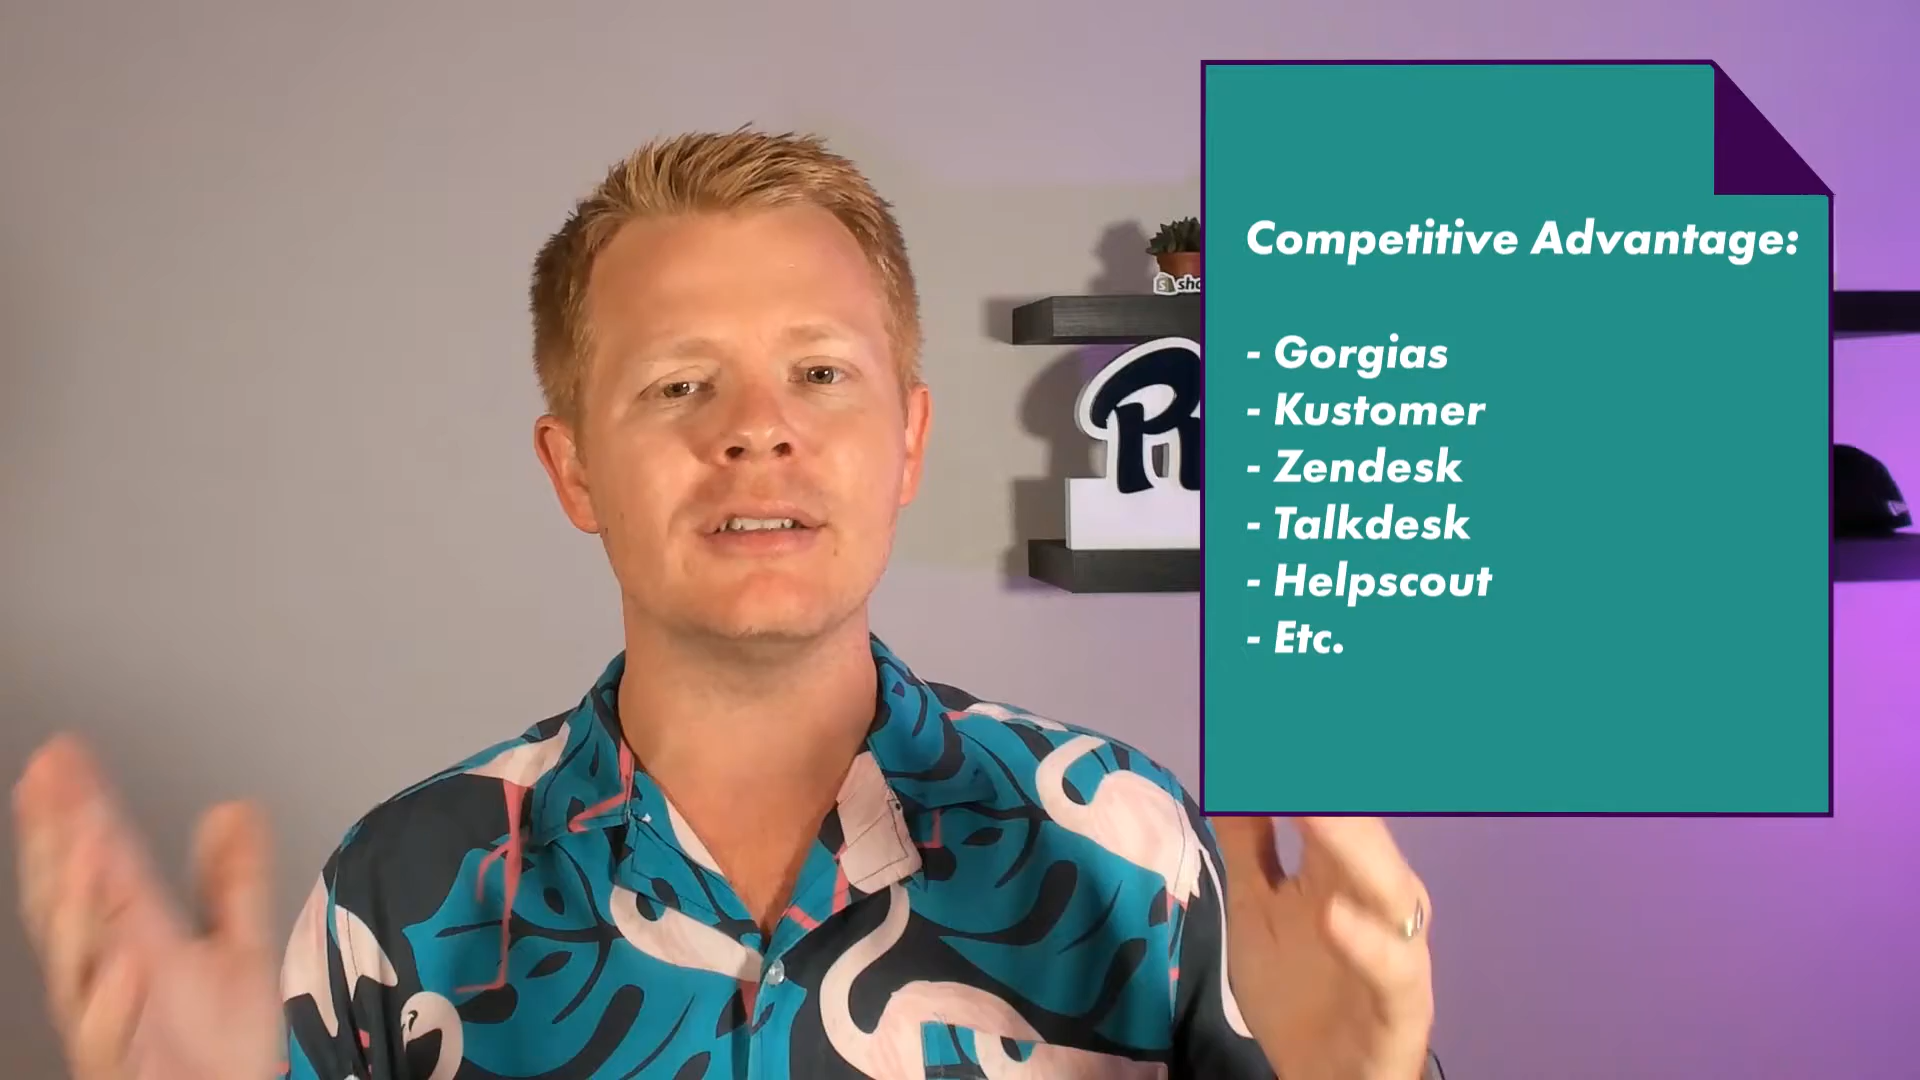 Competitive Advantage:
- Gorgias
- Kustomer
- Zendesk
- Talkdesk
- Helpscout
- Etc.